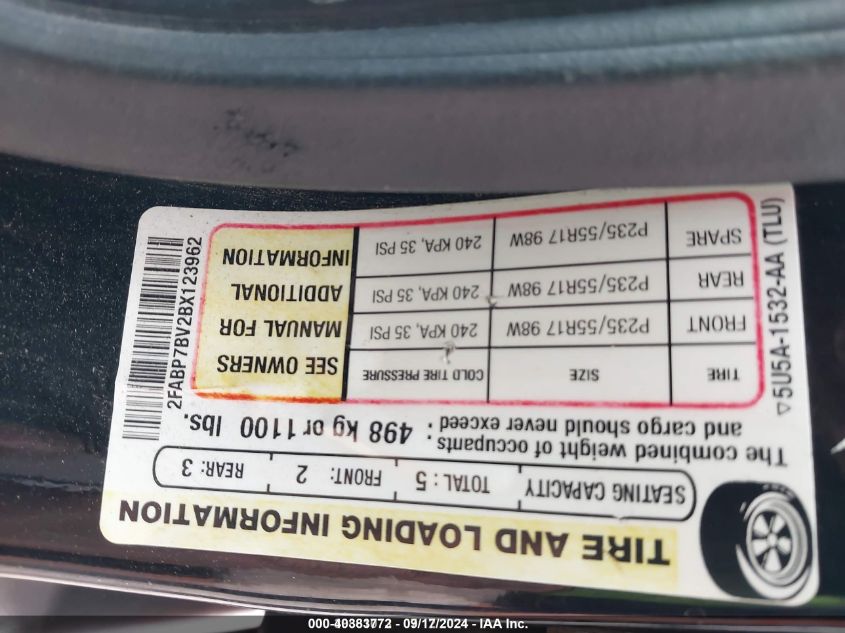 TIRE AND LOADING INFORMATION
SEATING CAPACITY TOTAL : 5 FRONT: 2 REAR: 3
The combined weight of occupants
and cargo should never exceed : 498 kg or 1100 lbs.
TIRE SIZE COLD TIRE PRESSURE SEE OWNERS
FRONT P235/55R17 98W 240 KPA, 35 PSI MANUAL FOR
REAR P235/55R17 98W 240 KPA, 35 PSI ADDITIONAL
SPARE P235/55R17 98W 240 KPA, 35 PSI INFORMATION
▽5U5A-1532-AA (TLU)
2FABP7BV2BX123962
000-40383772 - 09/17/2024 - IAA Inc.